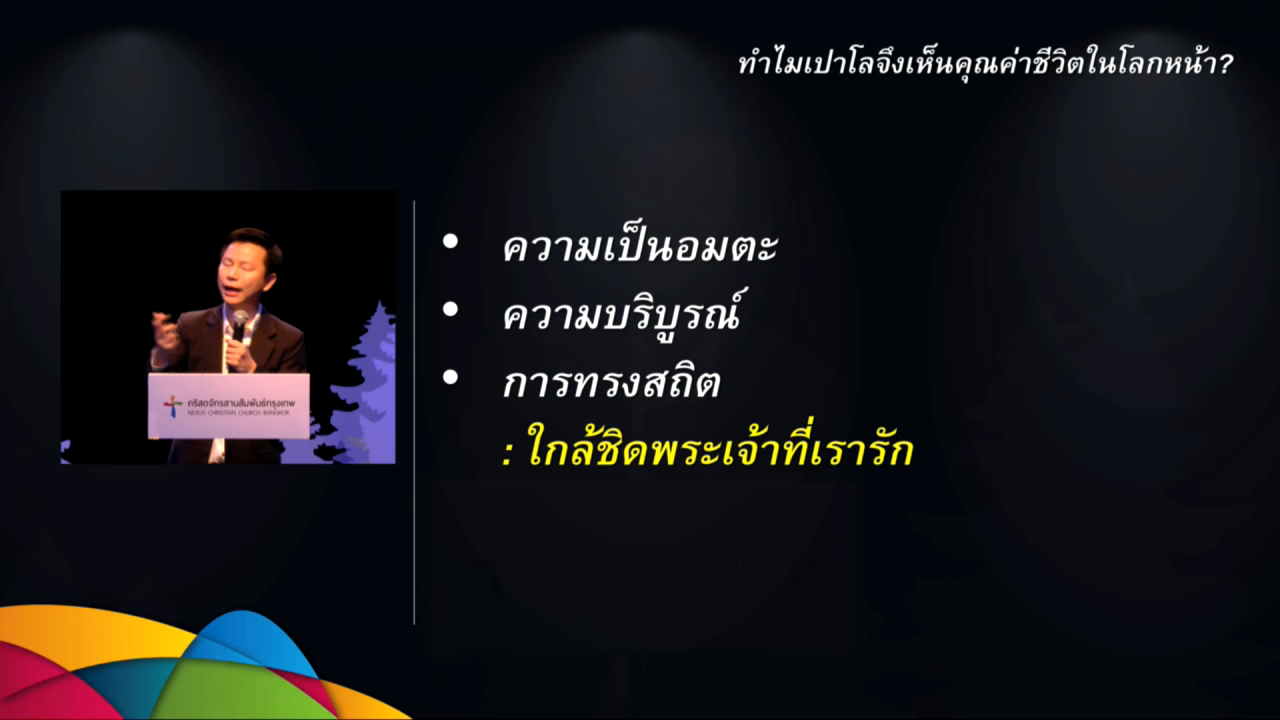 ทำไมเปาโลจึงเห็นคุณค่าชีวิตในโลกหน้า?
• ความเป็นอมตะ
• ความบริบูรณ์
• การทรงสถิต
: ใกล้ชิดพระเจ้าที่เรารัก
คริสตจักรสานสัมพันธ์กรุงเทพ
NEXUS CHRISTIAN CHURCH BANGKOK